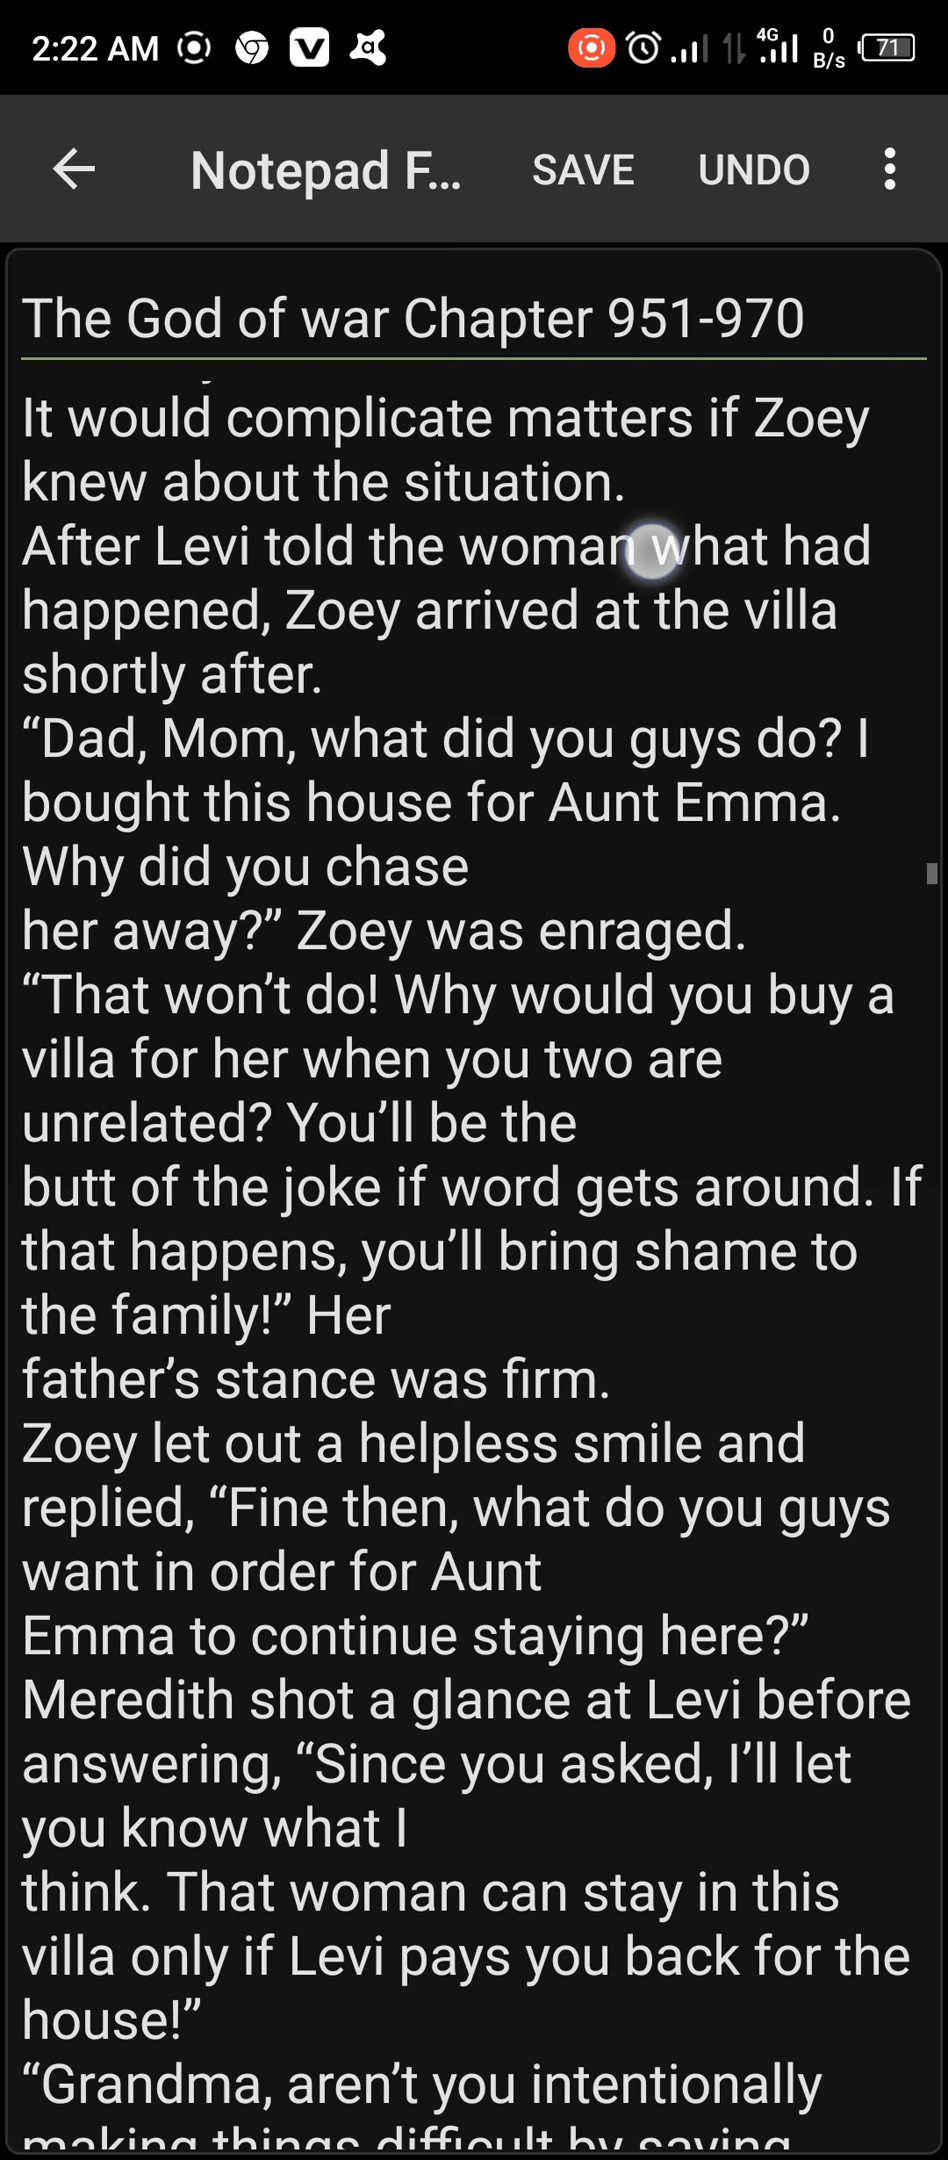 2:22 AM
4G
0
B/s
71
Notepad F...
SAVE
UNDO
The God of war Chapter 951-970
It would complicate matters if Zoey
knew about the situation.
After Levi told the woman what had
happened, Zoey arrived at the villa
shortly after.
“Dad, Mom, what did you guys do? I
bought this house for Aunt Emma.
Why did you chase
her away?” Zoey was enraged.
“That won’t do! Why would you buy a
villa for her when you two are
unrelated? You’ll be the
butt of the joke if word gets around. If
that happens, you’ll bring shame to
the family!” Her
father’s stance was firm.
Zoey let out a helpless smile and
replied, “Fine then, what do you guys
want in order for Aunt
Emma to continue staying here?”
Meredith shot a glance at Levi before
answering, “Since you asked, I’ll let
you know what I
think. That woman can stay in this
villa only if Levi pays you back for the
house!”
“Grandma, aren’t you intentionally
making things difficult by saying